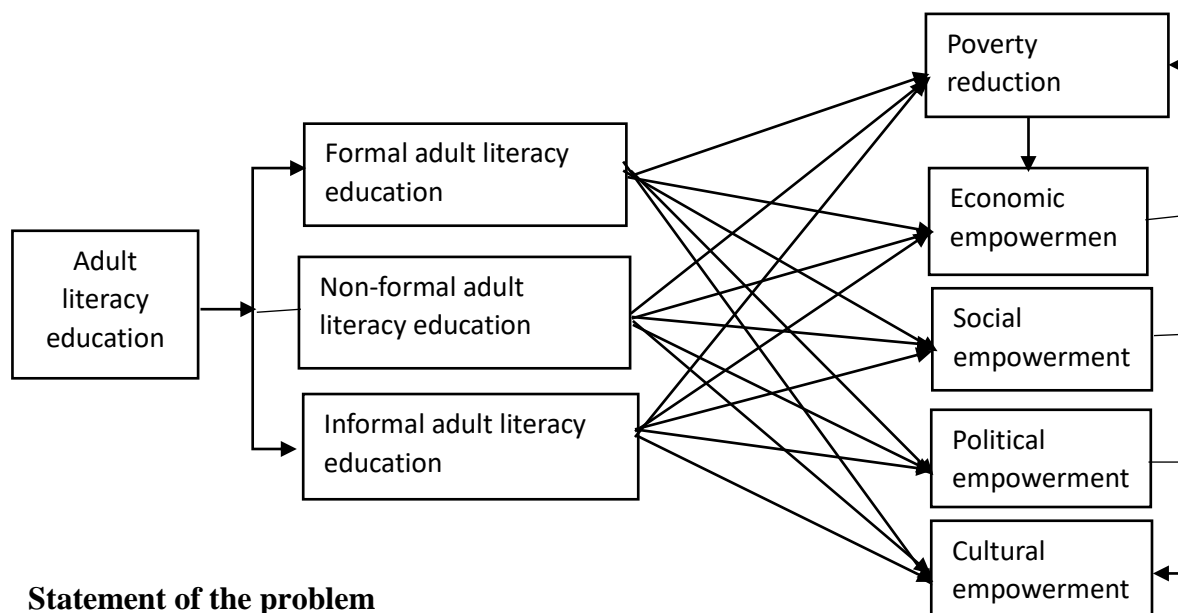 Adult
literacy
education
Formal adult literacy
education
Non-formal adult
literacy education
Informal adult literacy
education
Poverty
reduction
Economic
empowermen
Social
empowerment
Political
empowerment
Cultural
empowerment
Statement of the problem